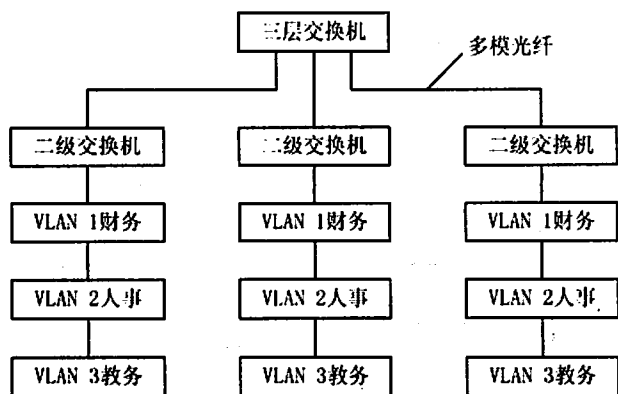 三层交换机
多模光纤
二级交换机
二级交换机
二级交换机
VLAN 1财务
VLAN 1财务
VLAN 1财务
VLAN 2人事
VLAN 2人事
VLAN 2人事
VLAN 3教务
VLAN 3教务
VLAN 3教务